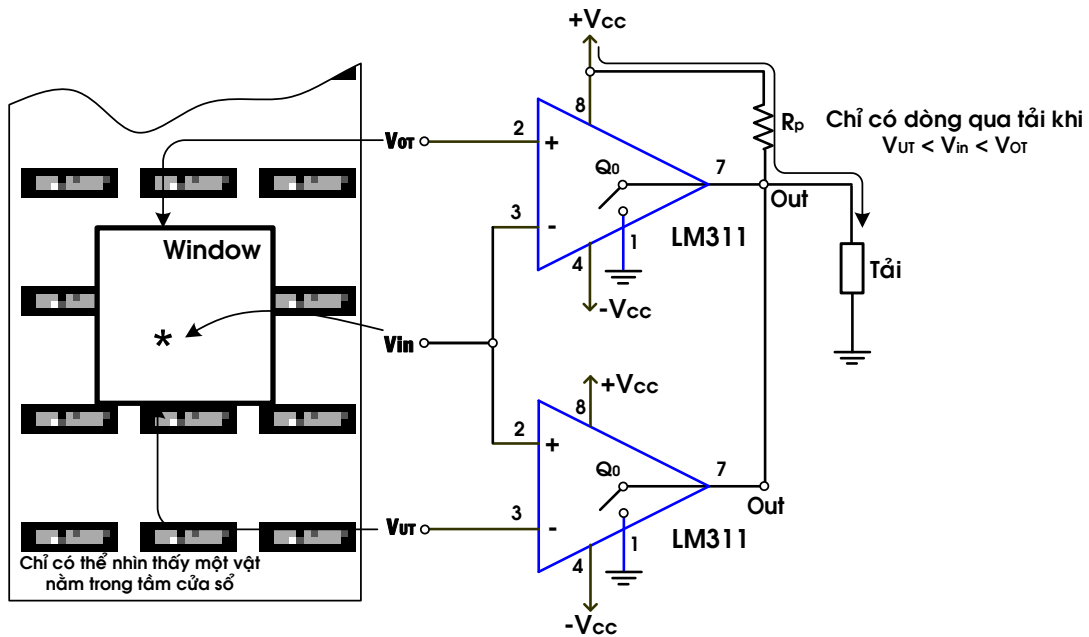 +Vcc
8
Rp
Chỉ có dòng qua tải khi
VUT < Vin < VOT
VOT
2
+
Q0
7
Out
3
-
1
LM311
4
-Vcc
Tải
Window
*
Vin
+Vcc
8
2
+
Q0
7
Out
VUT
3
-
1
LM311
4
-Vcc
Chỉ có thể nhìn thấy một vật
nằm trong tầm cửa sổ